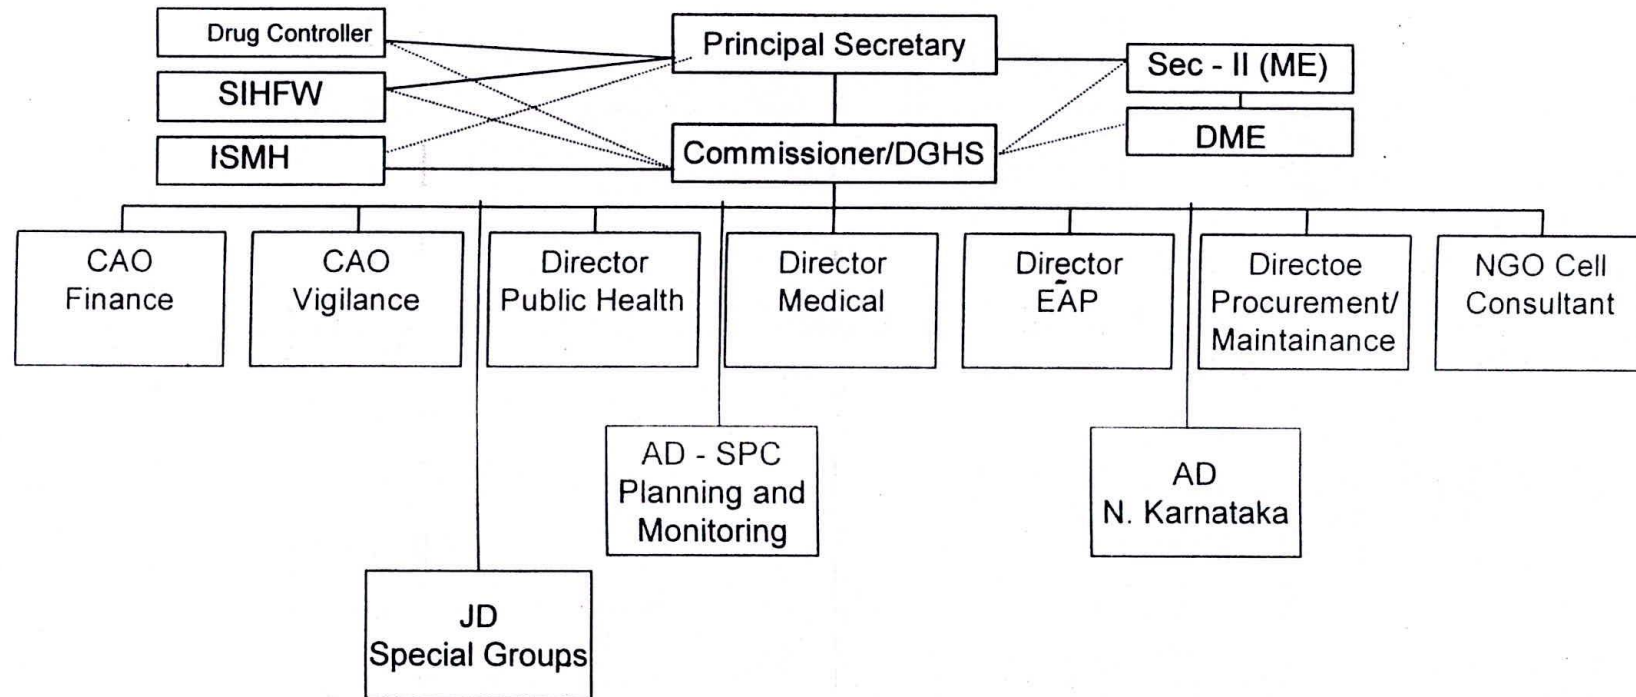 Drug Controller
SIHFW
ISMH
Principal Secretary
Commissioner/DGHS
Sec - II (ME)
DME
CAO
Finance
CAO
Vigilance
Director
Public Health
Director
Medical
Director
EAP
Directoe
Procurement/
Maintainance
NGO Cell
Consultant
AD - SPC
Planning and
Monitoring
AD
N. Karnataka
JD
Special Groups